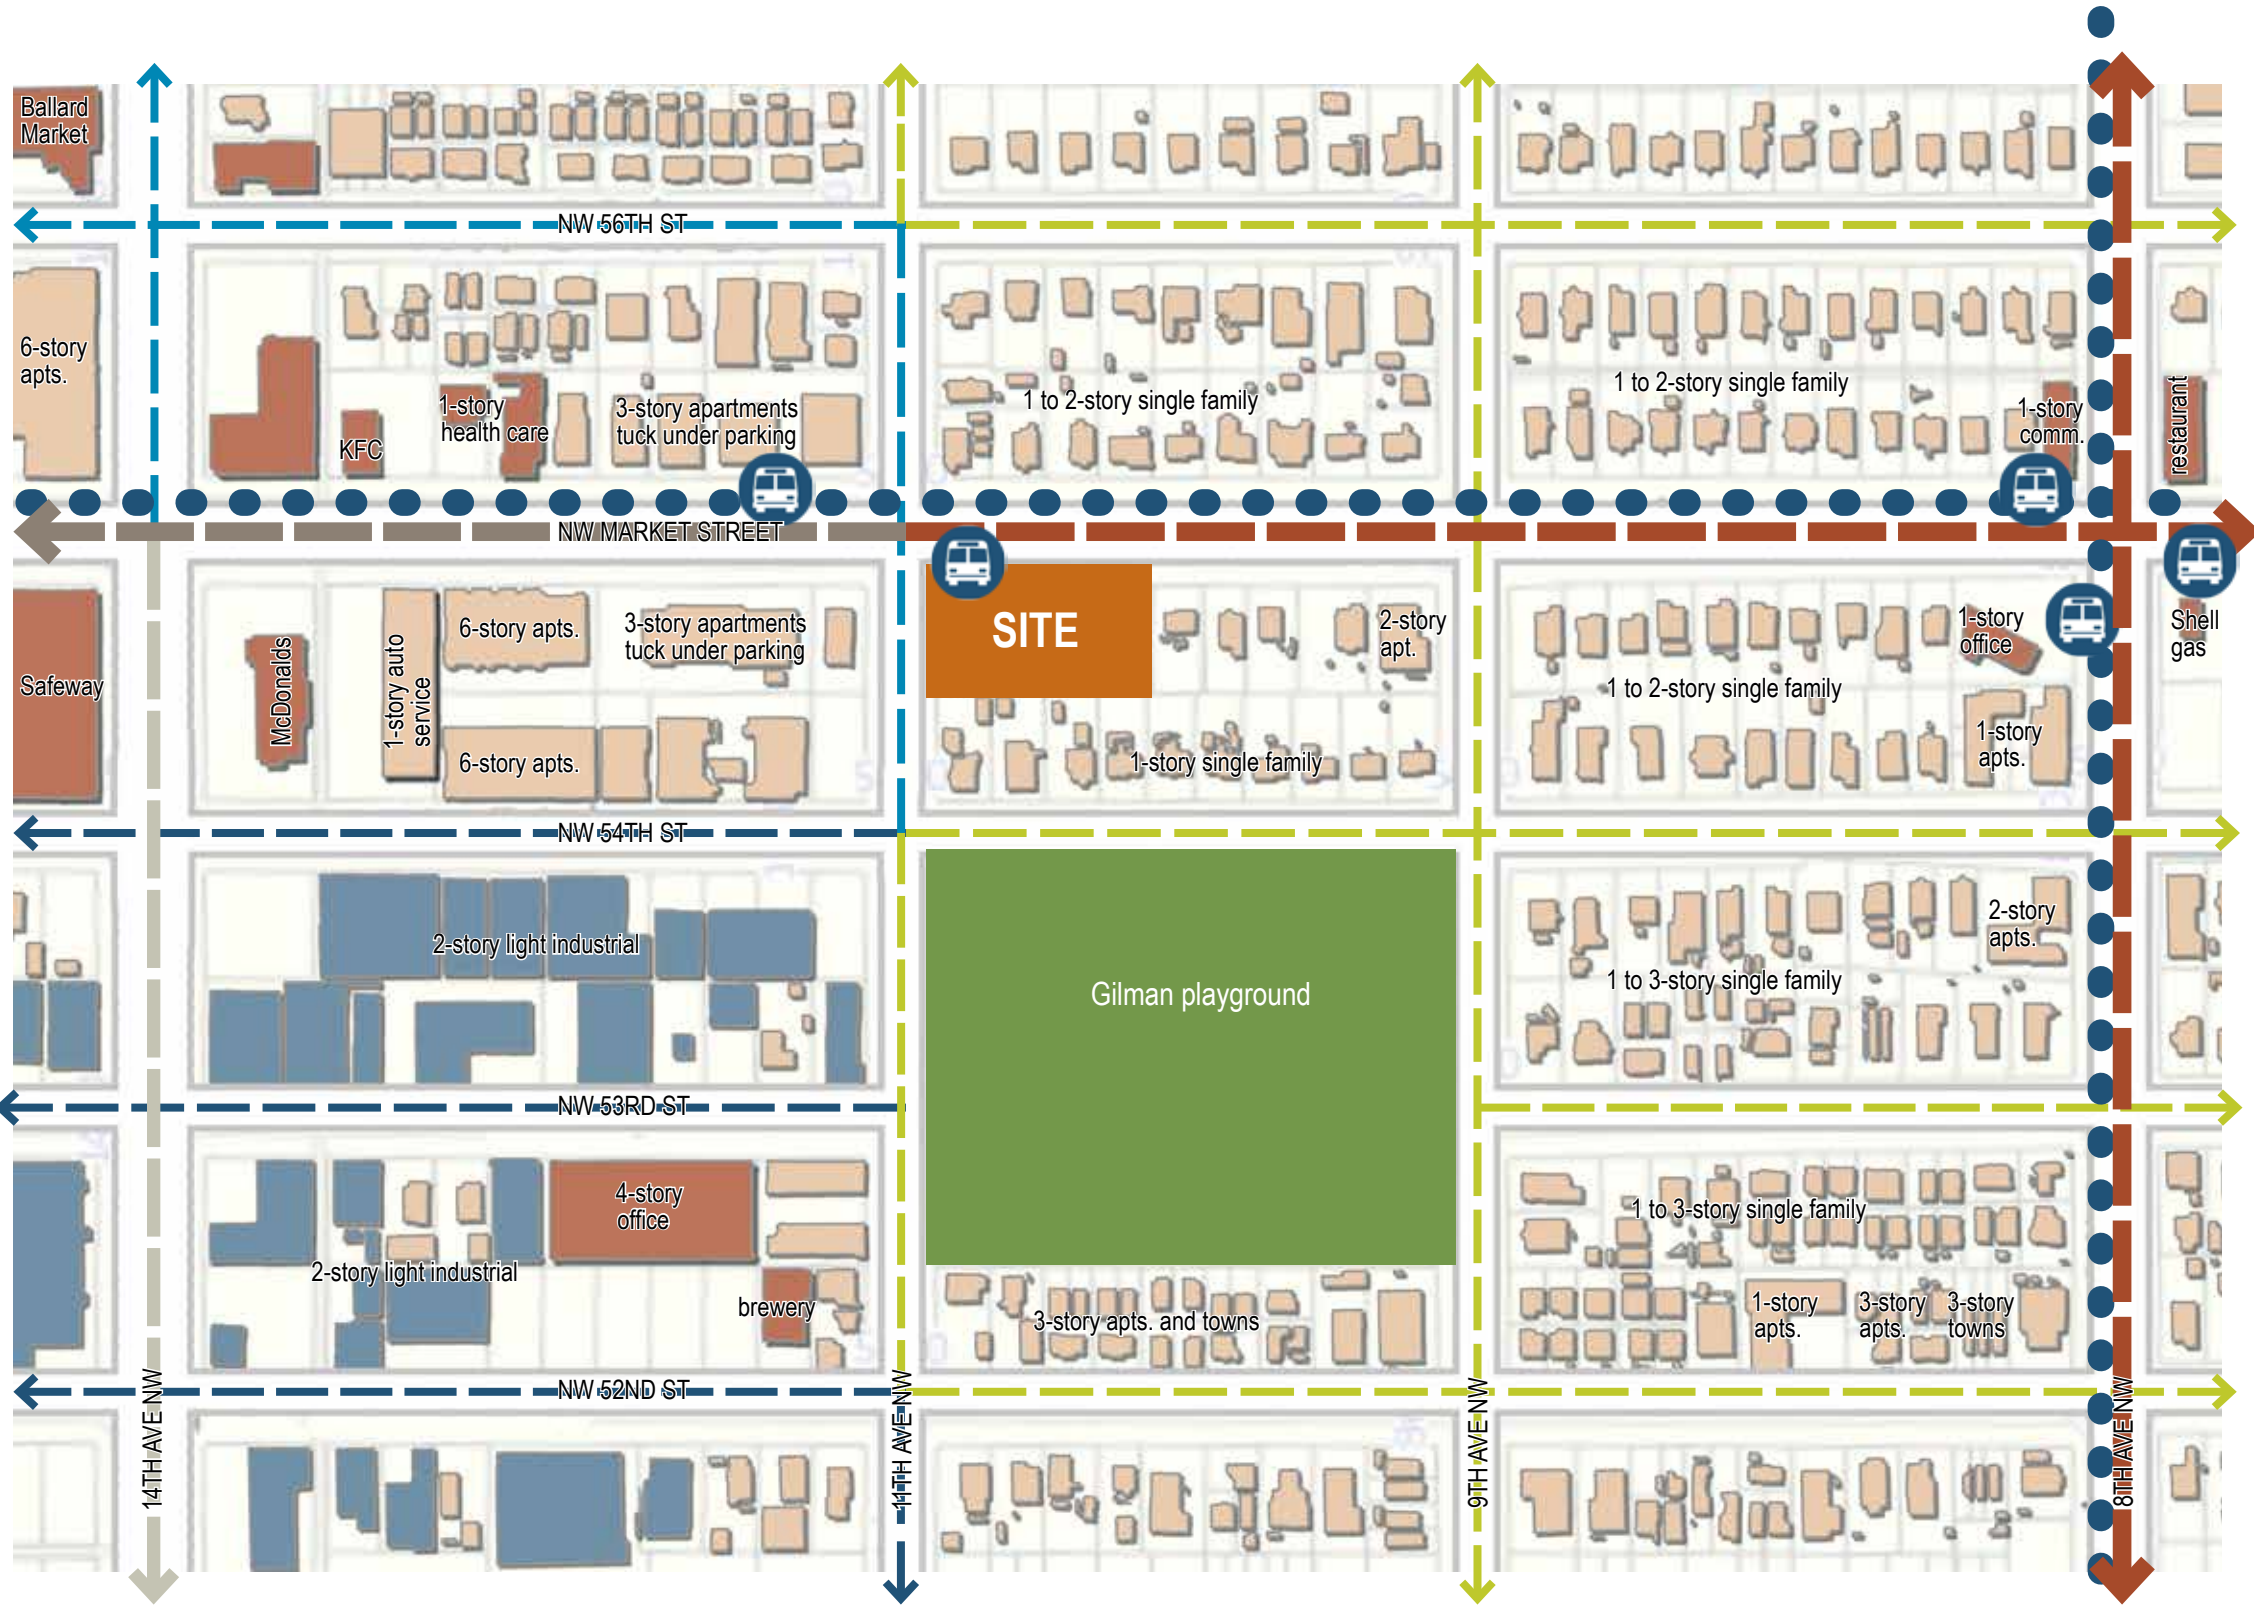 Ballard
Market
NW 56TH ST
6-story
apts.
KFC
1-story
health care
3-story apartments
tuck under parking
1 to 2-story single family
1 to 2-story single family
1-story
comm.
restaurant
NW MARKET STREET
Safeway
McDonalds
1-story auto
service
6-story apts.
3-story apartments
tuck under parking
6-story apts.
SITE
2-story
apt.
1-story single family
1-story
office
1 to 2-story single family
1-story
apts.
Shell
gas
NW 54TH ST
2-story light industrial
Gilman playground
2-story
apts.
1 to 3-story single family
NW 53RD ST
4-story
office
2-story light industrial
brewery
3-story apts. and towns
1 to 3-story single family
1-story
apts.
3-story
apts.
3-story
towns
NW 52ND ST
14TH AVE NW
11TH AVE NW
9TH AVE NW
8TH AVE NW